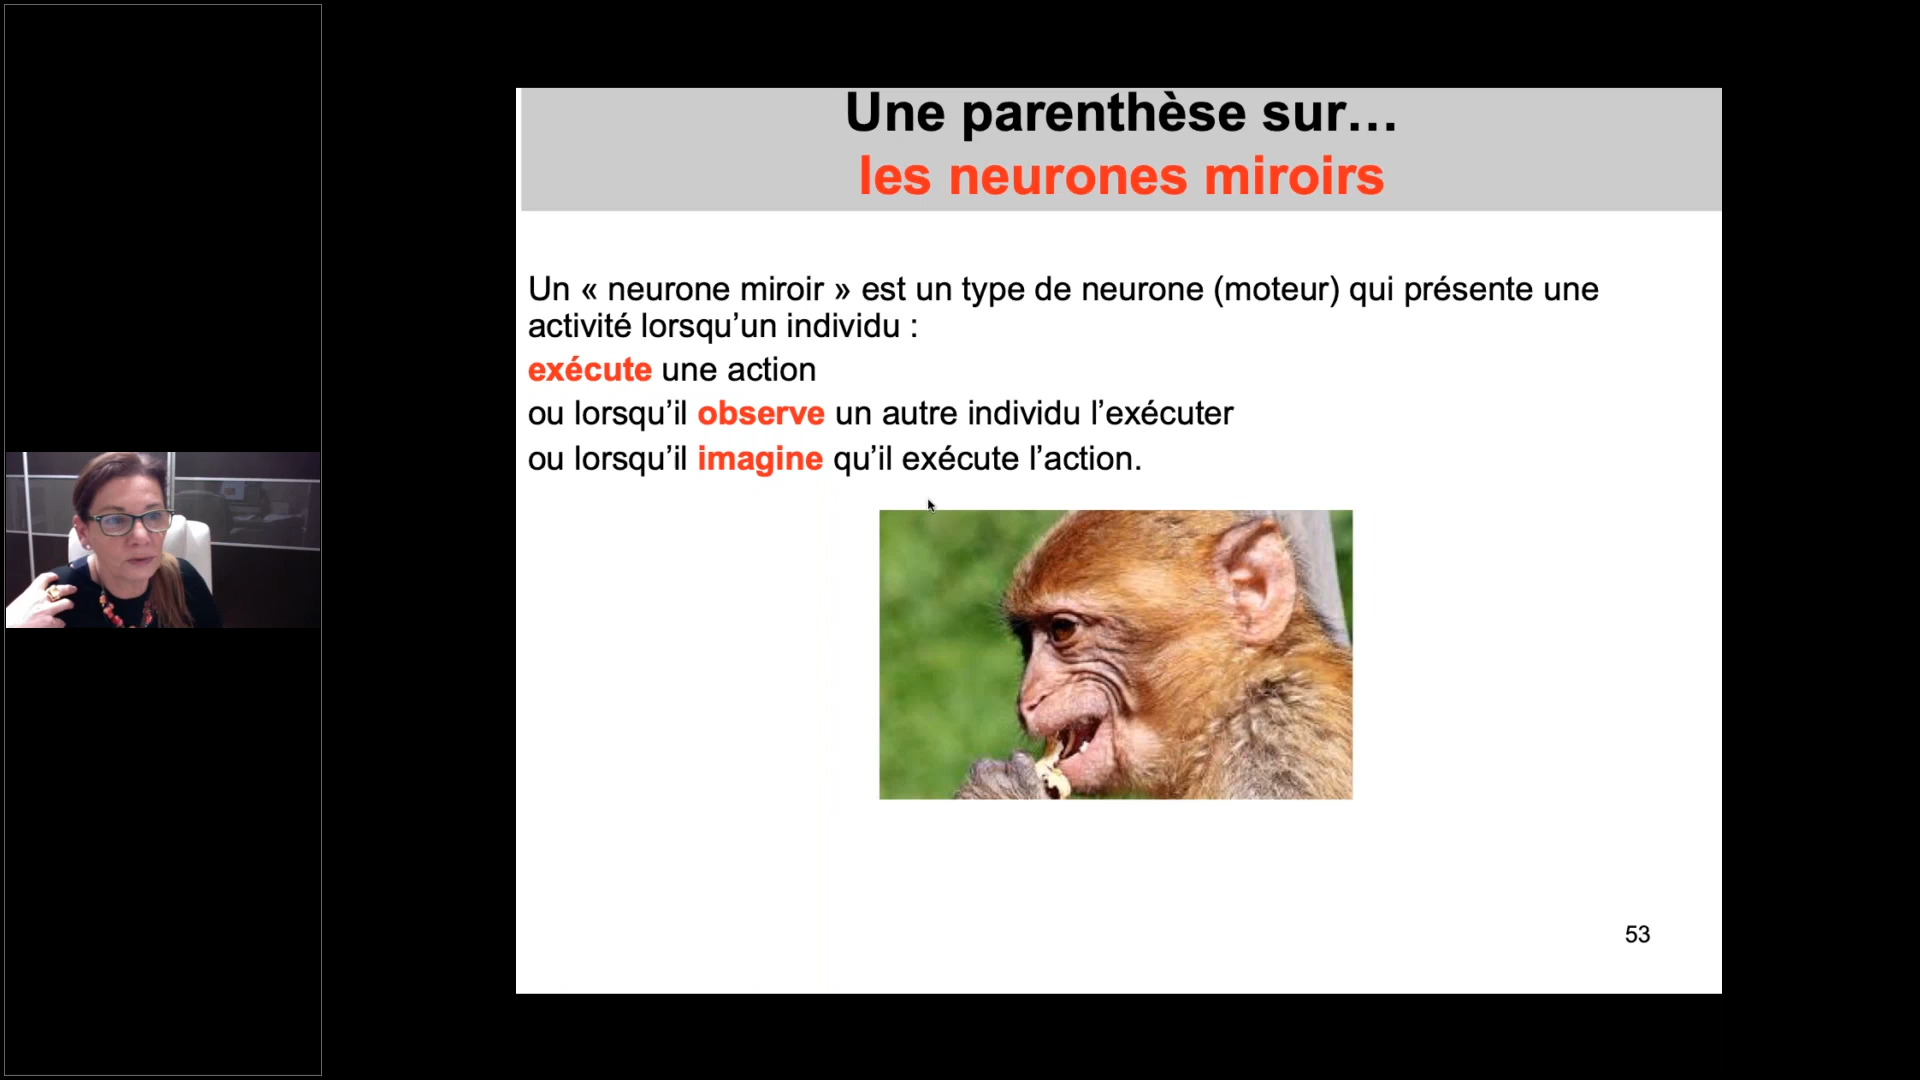 Une parenthèse sur…
les neurones miroirs
Un « neurone miroir » est un type de neurone (moteur) qui présente une
activité lorsqu’un individu :
exécute une action
ou lorsqu’il observe un autre individu l’exécuter
ou lorsqu’il imagine qu’il exécute l’action.
53